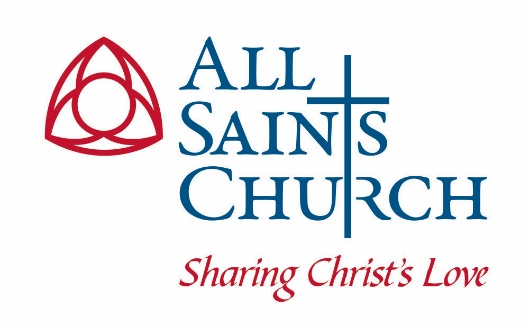 ALL
SAINTS
CHURCH
Sharing Christ's Love